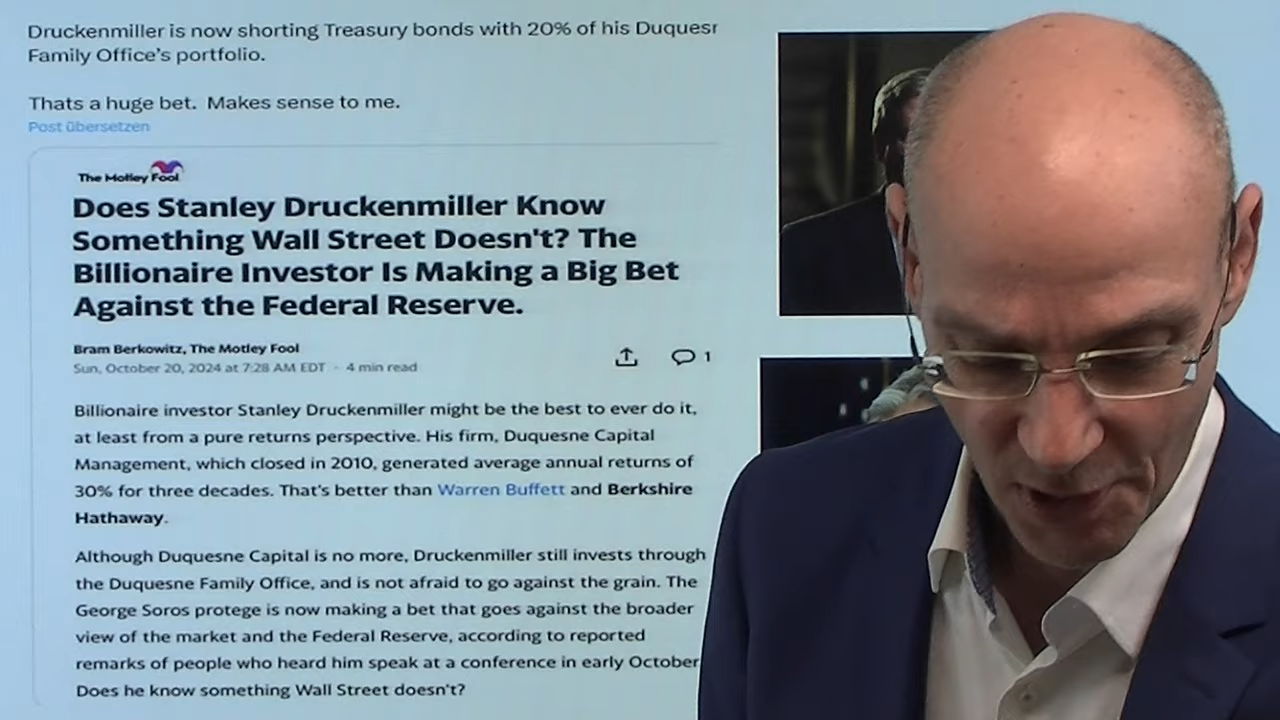 Druckenmiller is now shorting Treasury bonds with 20% of his
Family Office's portfolio.
Thats a huge bet. Makes sense to me.
Post übersetzen
The Motley Fool
Does Stanley Druckenmiller Know
Something Wall Street Doesn't? The
Billionaire Investor Is Making a Big Bet
Against the Federal Reserve.
Bram Berkowitz, The Motley Fool
Sun, October 20, 2024 at 7:28 AM EDT · 4 min read
1
Billionaire investor Stanley Druckenmiller might be the best to ever do it,
at least from a pure returns perspective. His firm, Duquesne Capital
Management, which closed in 2010, generated average annual returns of
30% for three decades. That's better than Warren Buffett and Berkshire
Hathaway.
Although Duquesne Capital is no more, Druckenmiller still invests through
the Duquesne Family Office, and is not afraid to go against the grain. The
George Soros protege is now making a bet that goes against the broader
view of the market and the Federal Reserve, according to reported
remarks of people who heard him speak at a conference in early October
Does he know something Wall Street doesn't?